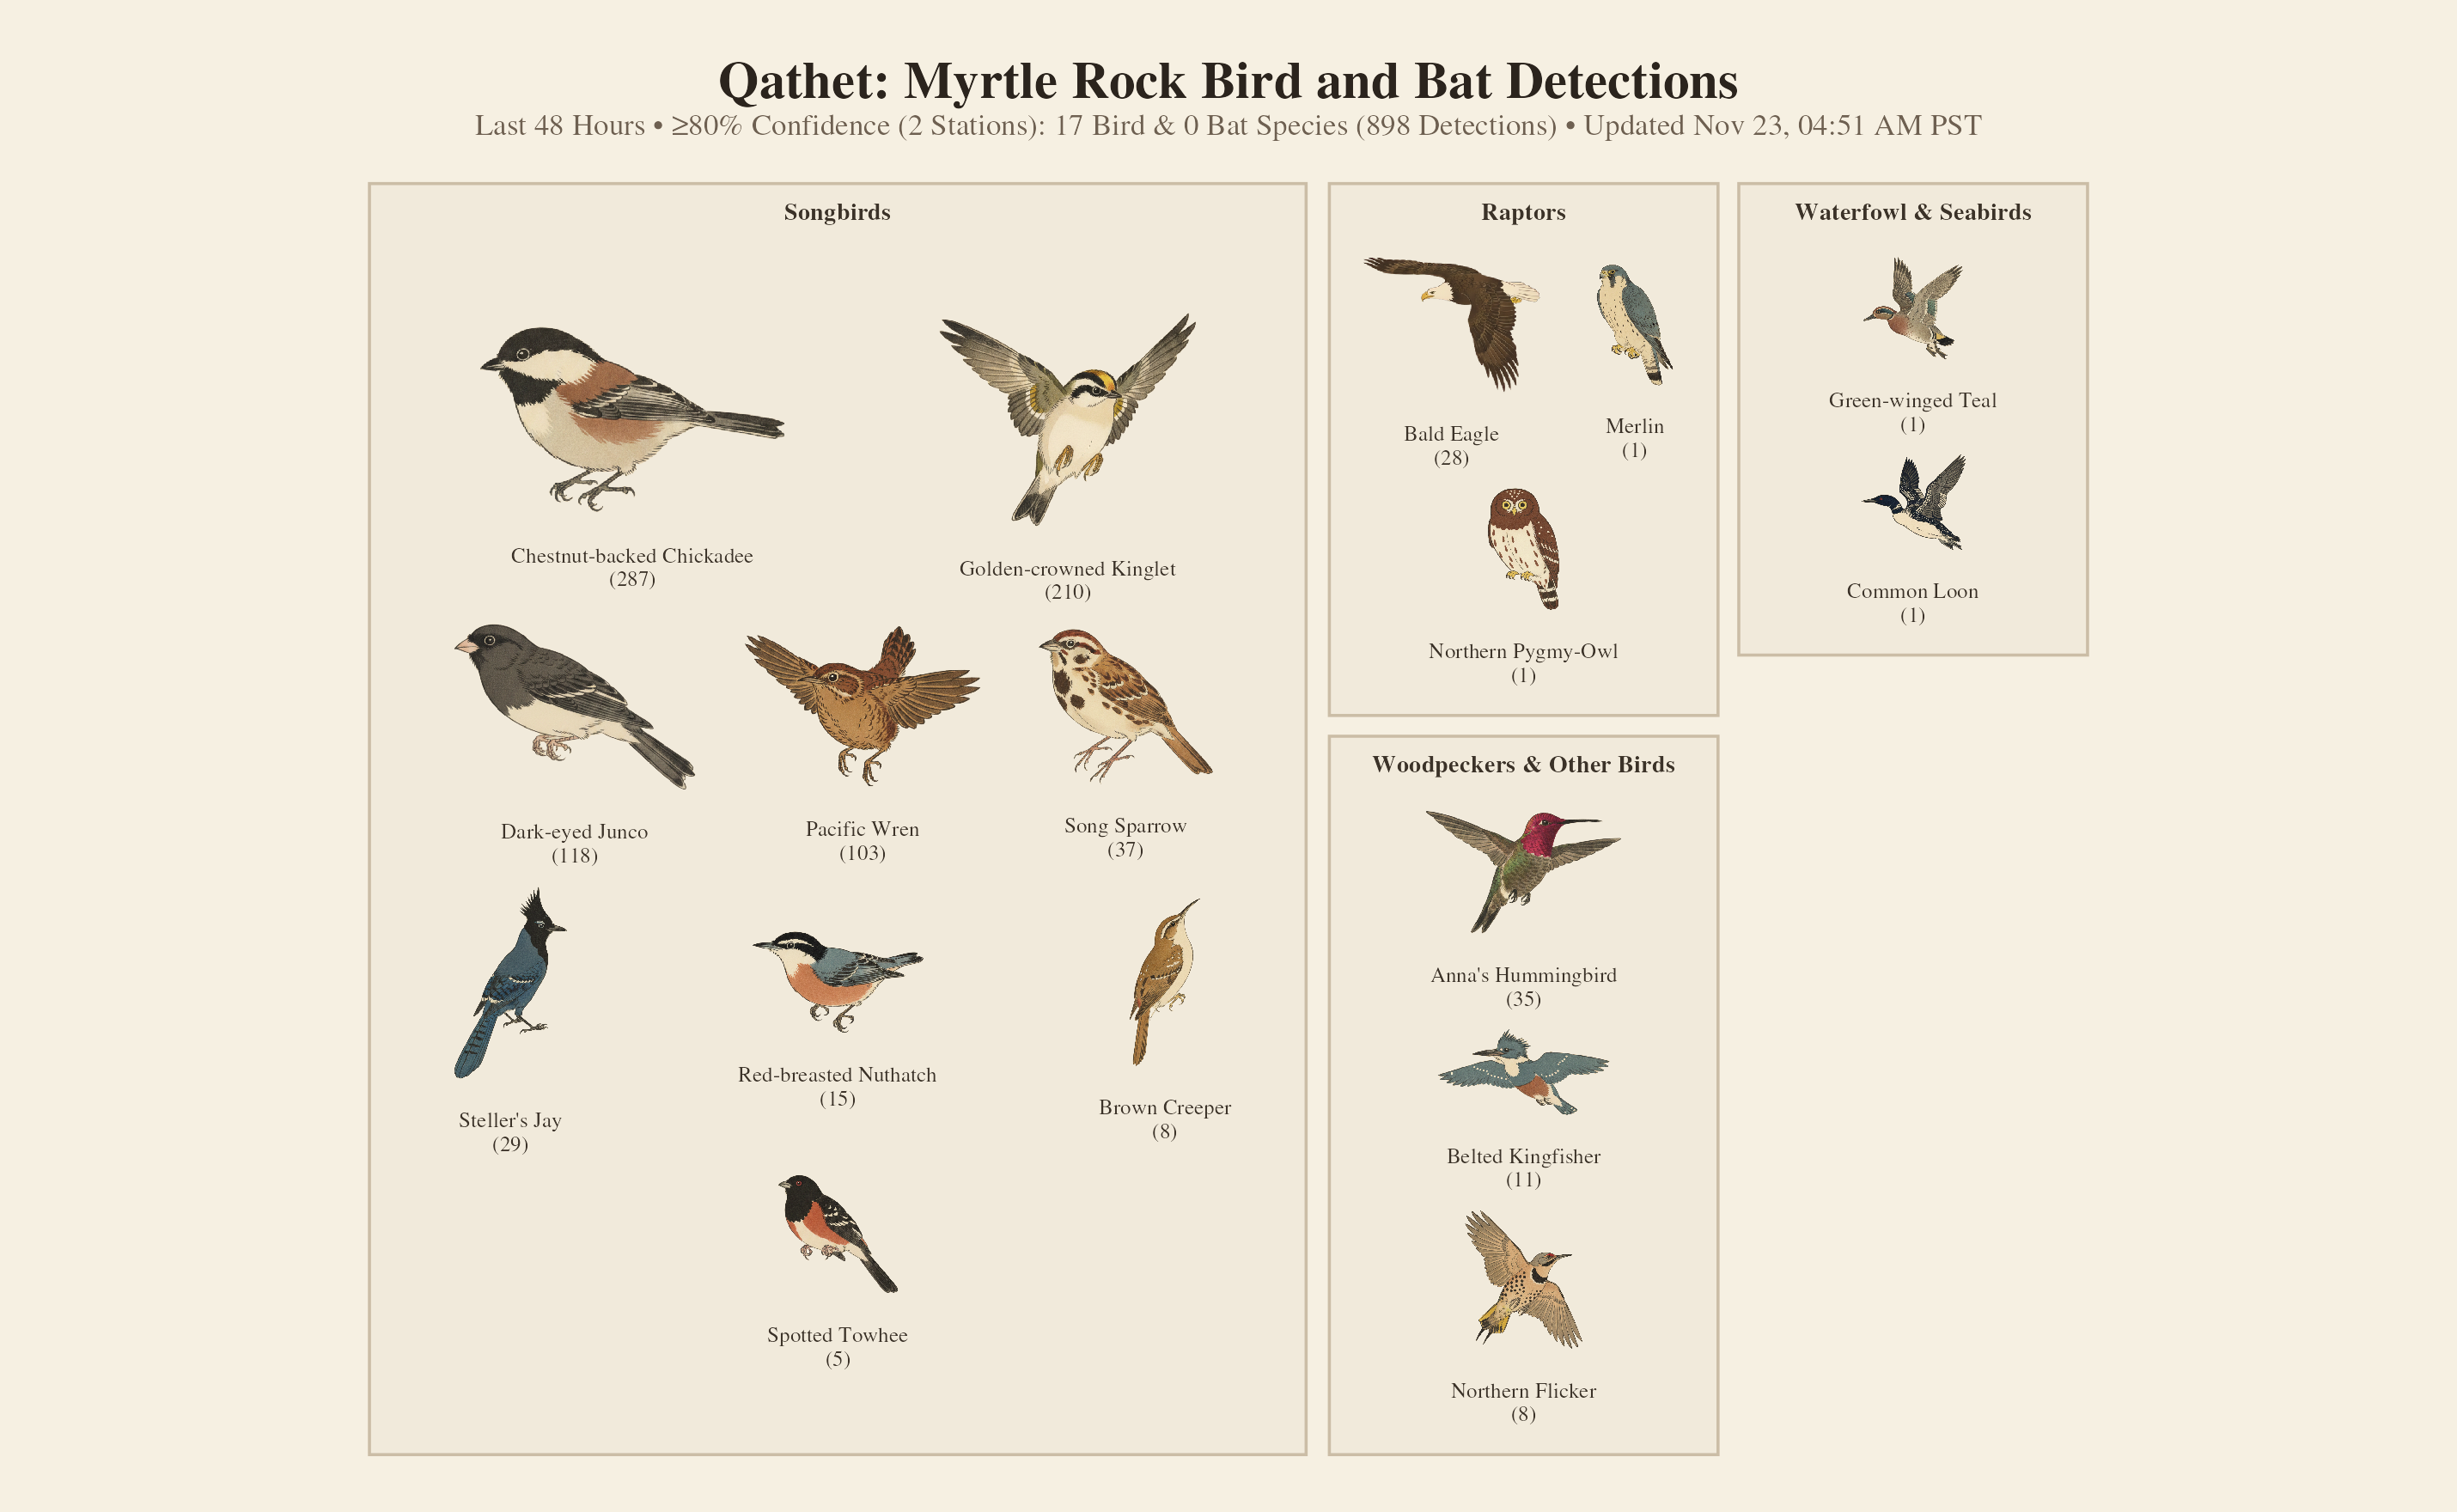 Qathet: Myrtle Rock Bird and Bat Detections
Last 48 Hours • ≥80% Confidence (2 Stations): 17 Bird & 0 Bat Species (898 Detections) • Updated Nov 23, 04:51 AM PST
Songbirds
Chestnut-backed Chickadee
(287)
Golden-crowned Kinglet
(210)
Dark-eyed Junco
(118)
Pacific Wren
(103)
Song Sparrow
(37)
Steller's Jay
(29)
Red-breasted Nuthatch
(15)
Brown Creeper
(8)
Spotted Towhee
(5)
Raptors
Bald Eagle
(28)
Merlin
(1)
Northern Pygmy-Owl
(1)
Woodpeckers & Other Birds
Anna's Hummingbird
(35)
Belted Kingfisher
(11)
Northern Flicker
(8)
Waterfowl & Seabirds
Green-winged Teal
(1)
Common Loon
(1)